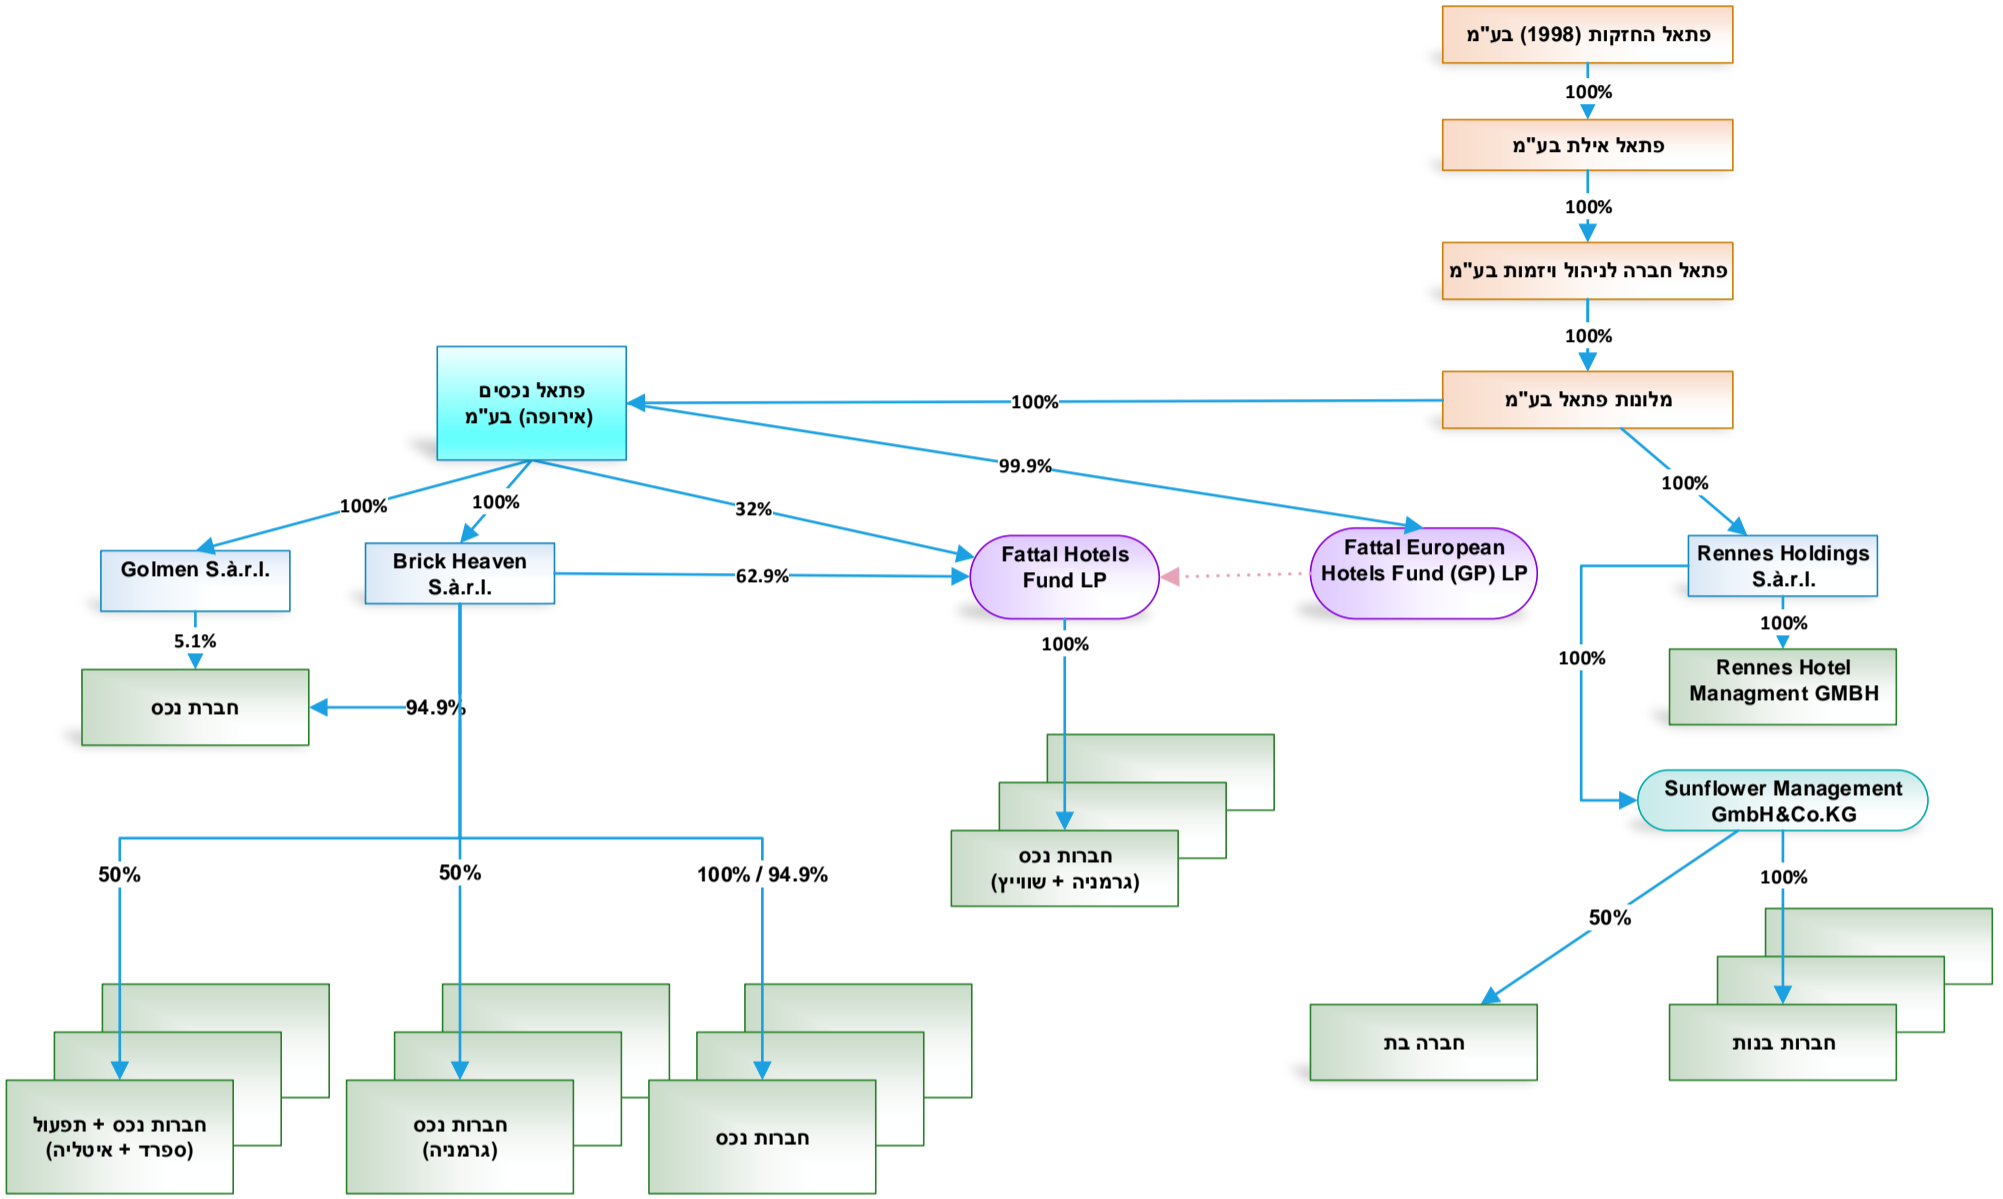 פתאל החזקות (1998) בע"מ
100%
פתאל אילת בע"מ
100%
פתאל חברה לניהול ויזמות בע"מ
100%
מלונות פתאל בע"מ
100%
פתאל נכסים
(אירופה) בע"מ
99.9%
100%
100%
100%
32%
Golmen S.à.r.l.
Brick Heaven
S.à.r.l.
62.9%
Fattal Hotels
Fund LP
Fattal European
Hotels Fund (GP) LP
Rennes Holdings
S.à.r.l.
5.1%
100%
100%
100%
חברת נכס
94.9%
Rennes Hotel
Managment GMBH
Sunflower Management
GmbH&Co.KG
50%
50%
100% / 94.9%
חברות נכס
(גרמניה + שווייץ)
50%
100%
חברה בת
חברות בנות
חברות נכס + תפעול
(ספרד + איטליה)
חברות נכס
(גרמניה)
חברות נכס